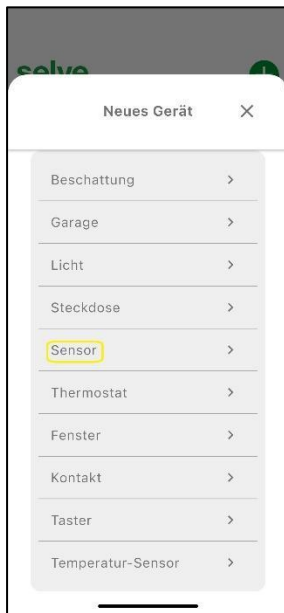 selve
Neues Gerät
Beschattung
Garage
Licht
Steckdose
Sensor
Thermostat
Fenster
Kontakt
Taster
Temperatur-Sensor